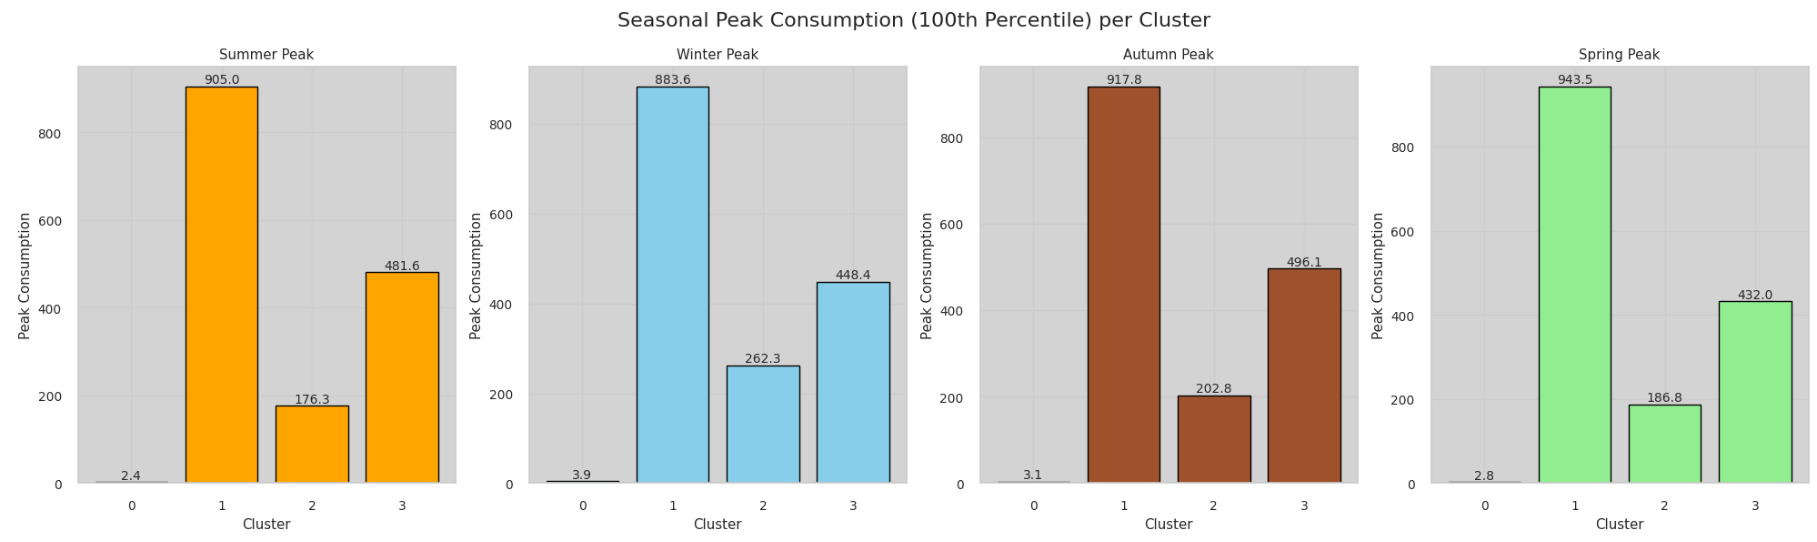 Seasonal Peak Consumption (100th Percentile) per Cluster
Summer Peak
Peak Consumption
800
600
400
200
0
2.4
905.0
176.3
481.6
0 1 2 3
Cluster
Winter Peak
Peak Consumption
800
600
400
200
0
3.9
883.6
262.3
448.4
0 1 2 3
Cluster
Autumn Peak
Peak Consumption
800
600
400
200
0
3.1
917.8
202.8
496.1
0 1 2 3
Cluster
Spring Peak
Peak Consumption
800
600
400
200
0
2.8
943.5
186.8
432.0
0 1 2 3
Cluster